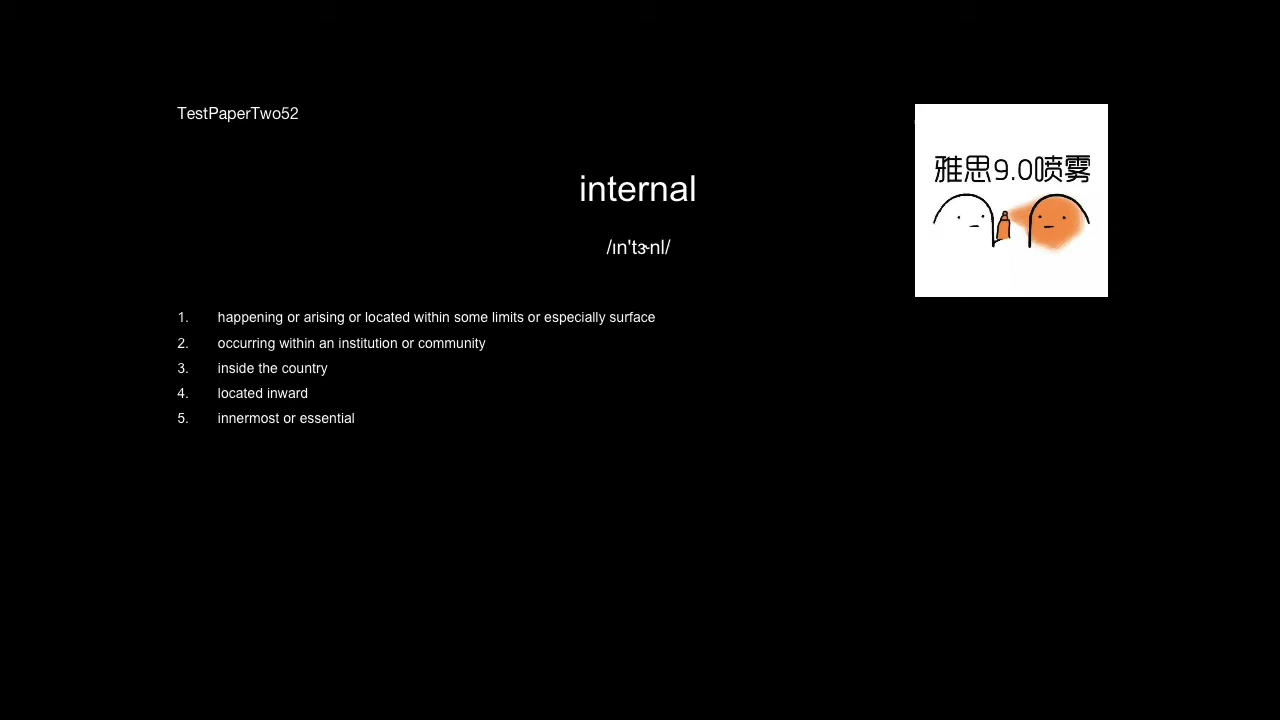 TestPaperTwo52
雅思9.0喷雾
internal
/ɪn'tɝnl/
1. happening or arising or located within some limits or especially surface
2. occurring within an institution or community
3. inside the country
4. located inward
5. innermost or essential